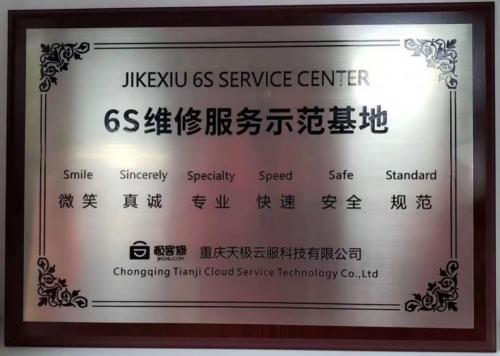 JIKEXIU 6S SERVICE CENTER
6S维修服务示范基地
Smile Sincerely Specialty Speed Safe Standard
微笑 真诚 专业 快速 安全 规范
极客修 重庆天极云服科技有限公司
JIKEXIU.COM
Chongqing Tianji Cloud Service Technology Co.,Ltd